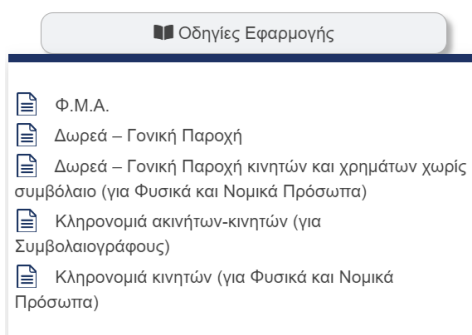 Οδηγίες Εφαρμογής
Φ.Μ.Α.
Δωρεά – Γονική Παροχή
Δωρεά – Γονική Παροχή κινητών και χρημάτων χωρίς
συμβόλαιο (για Φυσικά και Νομικά Πρόσωπα)
Κληρονομιά ακινήτων-κινητών (για
Συμβολαιογράφους)
Κληρονομιά κινητών (για Φυσικά και Νομικά
Πρόσωπα)